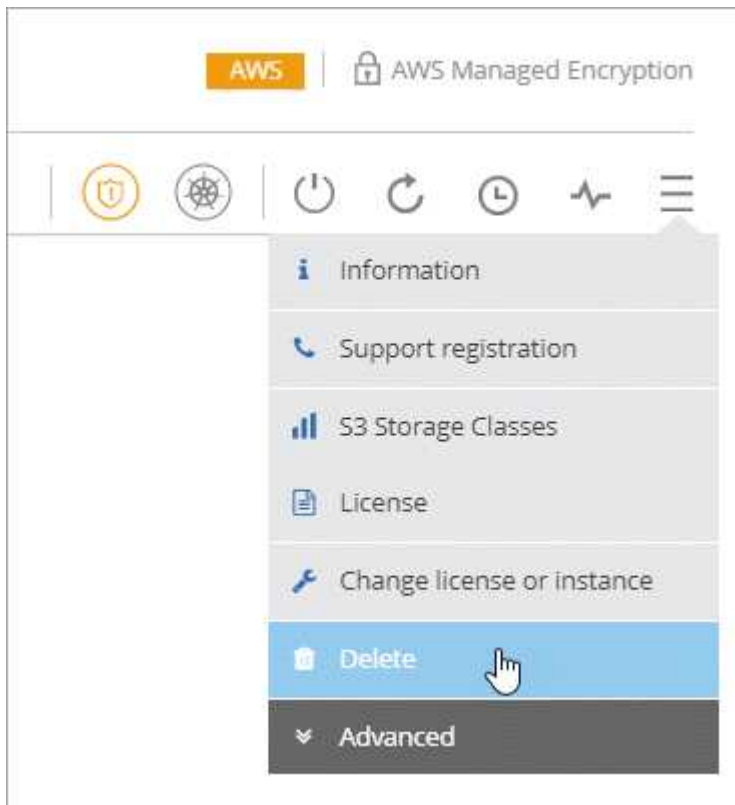 AWS
AWS Managed Encryption
Information
Support registration
S3 Storage Classes
License
Change license or instance
Delete
Advanced